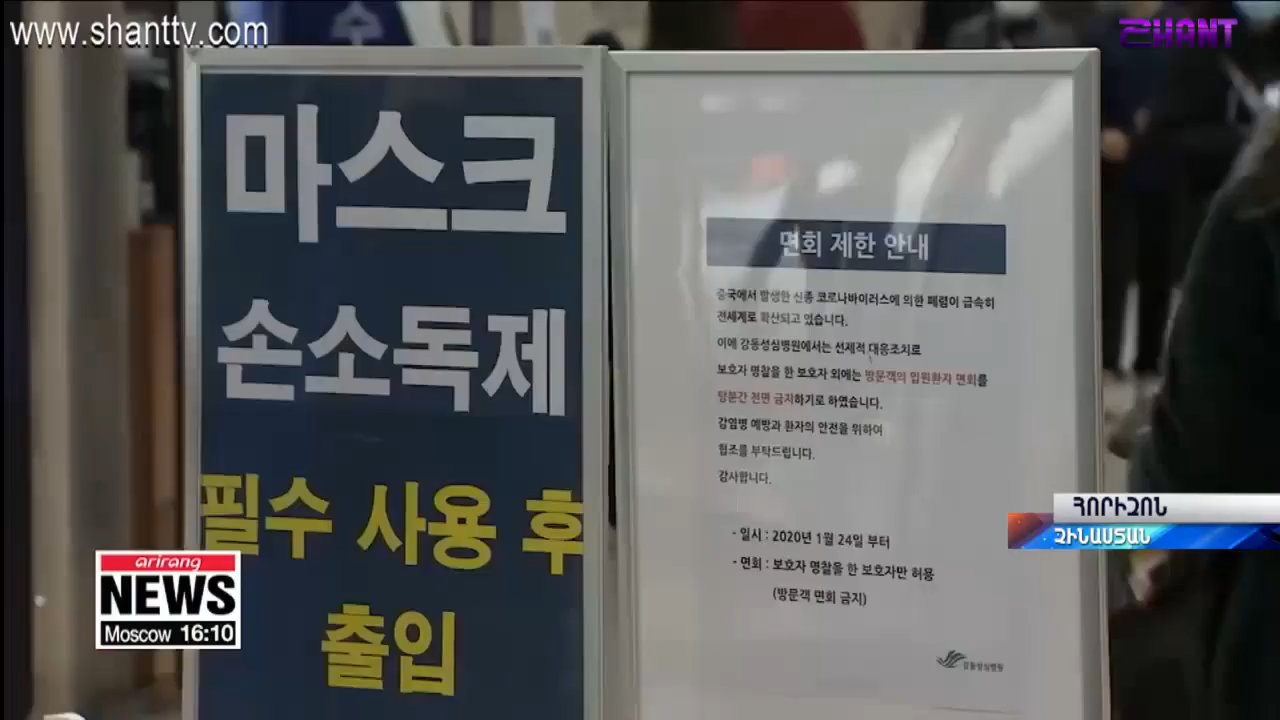 www.shanttv.com
SHANT
마스크
손소독제
필수 사용 후
출입
면회 제한 안내
중국에서 발생한 신종 코로나바이러스에 의한 폐렴이 급속히
전세계로 확산되고 있습니다.
이에 강동성심병원에서는 선제적 대응조치로
보호자 명찰을 한 보호자 외에는 방문객의 입원환자 면회를
당분간 전면 금지하기로 하였습니다.
감염병 예방과 환자의 안전을 위하여
협조를 부탁드립니다.
감사합니다.
- 일시 : 2020년 1월 24일 부터
- 면회 : 보호자 명찰을 한 보호자만 허용
(방문객 면회 금지)
강동성심병원
ՀՈՐԻԶՈՆ
ՉԻՆԱՍՏԱՆ
arirang
NEWS
Moscow 16:10